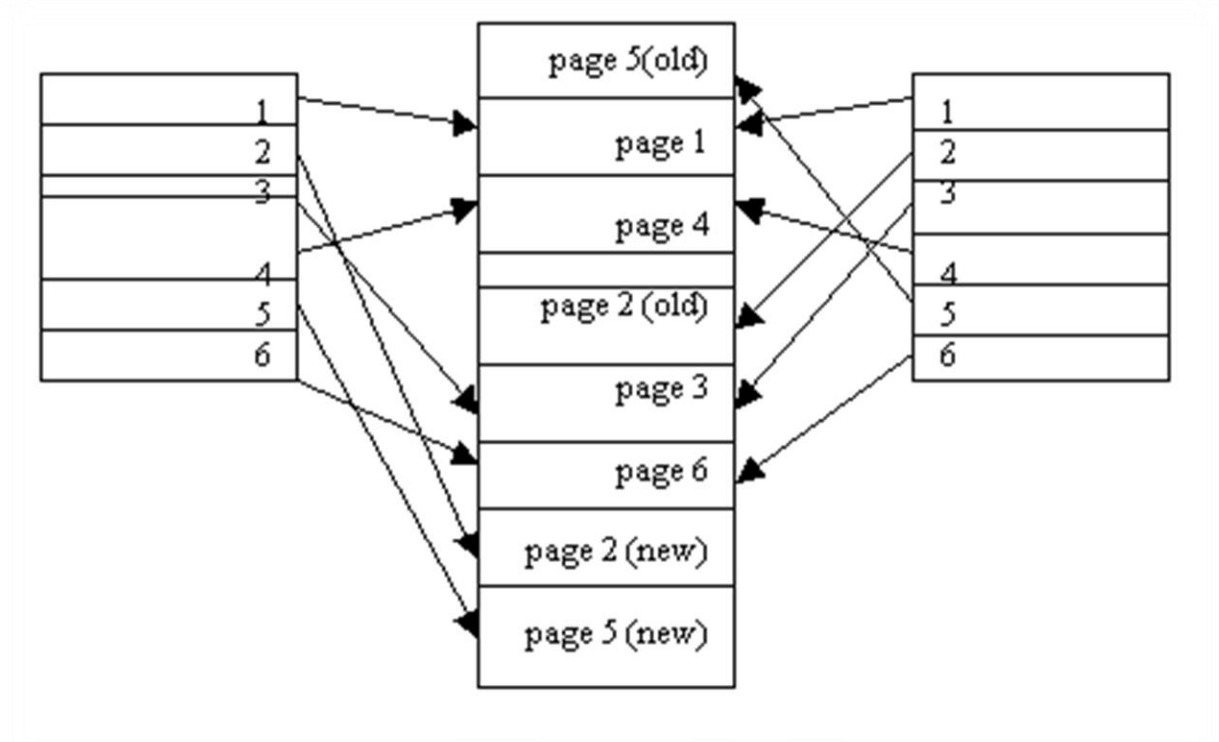 1
2
3
4
5
6
page 5(old)
page 1
page 4
page 2 (old)
page 3
page 6
page 2 (new)
page 5 (new)
1
2
3
4
5
6